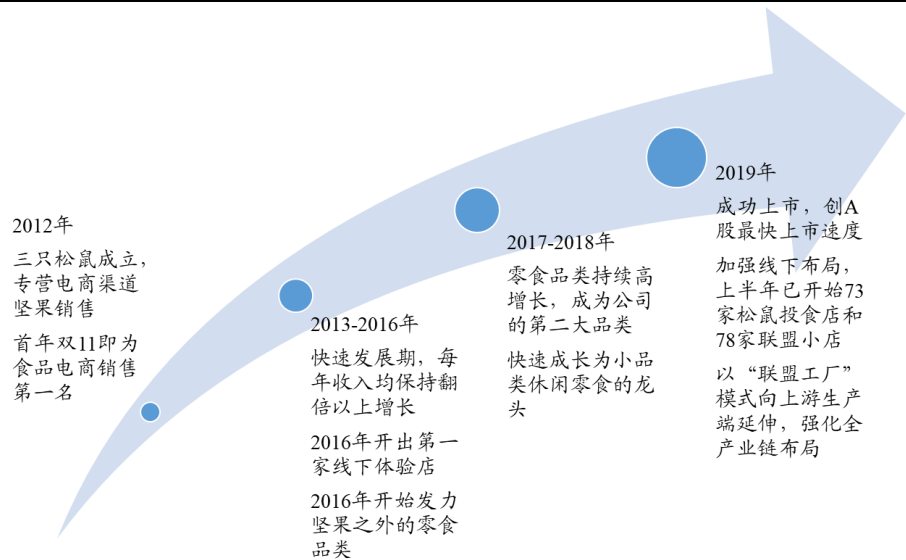 2012年
三只松鼠成立，
专营电商渠道
坚果销售
首年双11即为
食品电商销售
第一名
2013-2016年
快速发展期，每
年收入均保持翻
倍以上增长
2016年开出第一
家线下体验店
2016年开始发力
坚果之外的零食
品类
2017-2018年
零食品类持续高
增长，成为公司
的第二大品类
快速成长为小品
类休闲零食的龙
头
2019年
成功上市，创A
股最快上市速度
加强线下布局，
上半年已开始73
家松鼠投食店和
78家联盟小店
以“联盟工厂”
模式向上游生产
端延伸，强化全
产业链布局